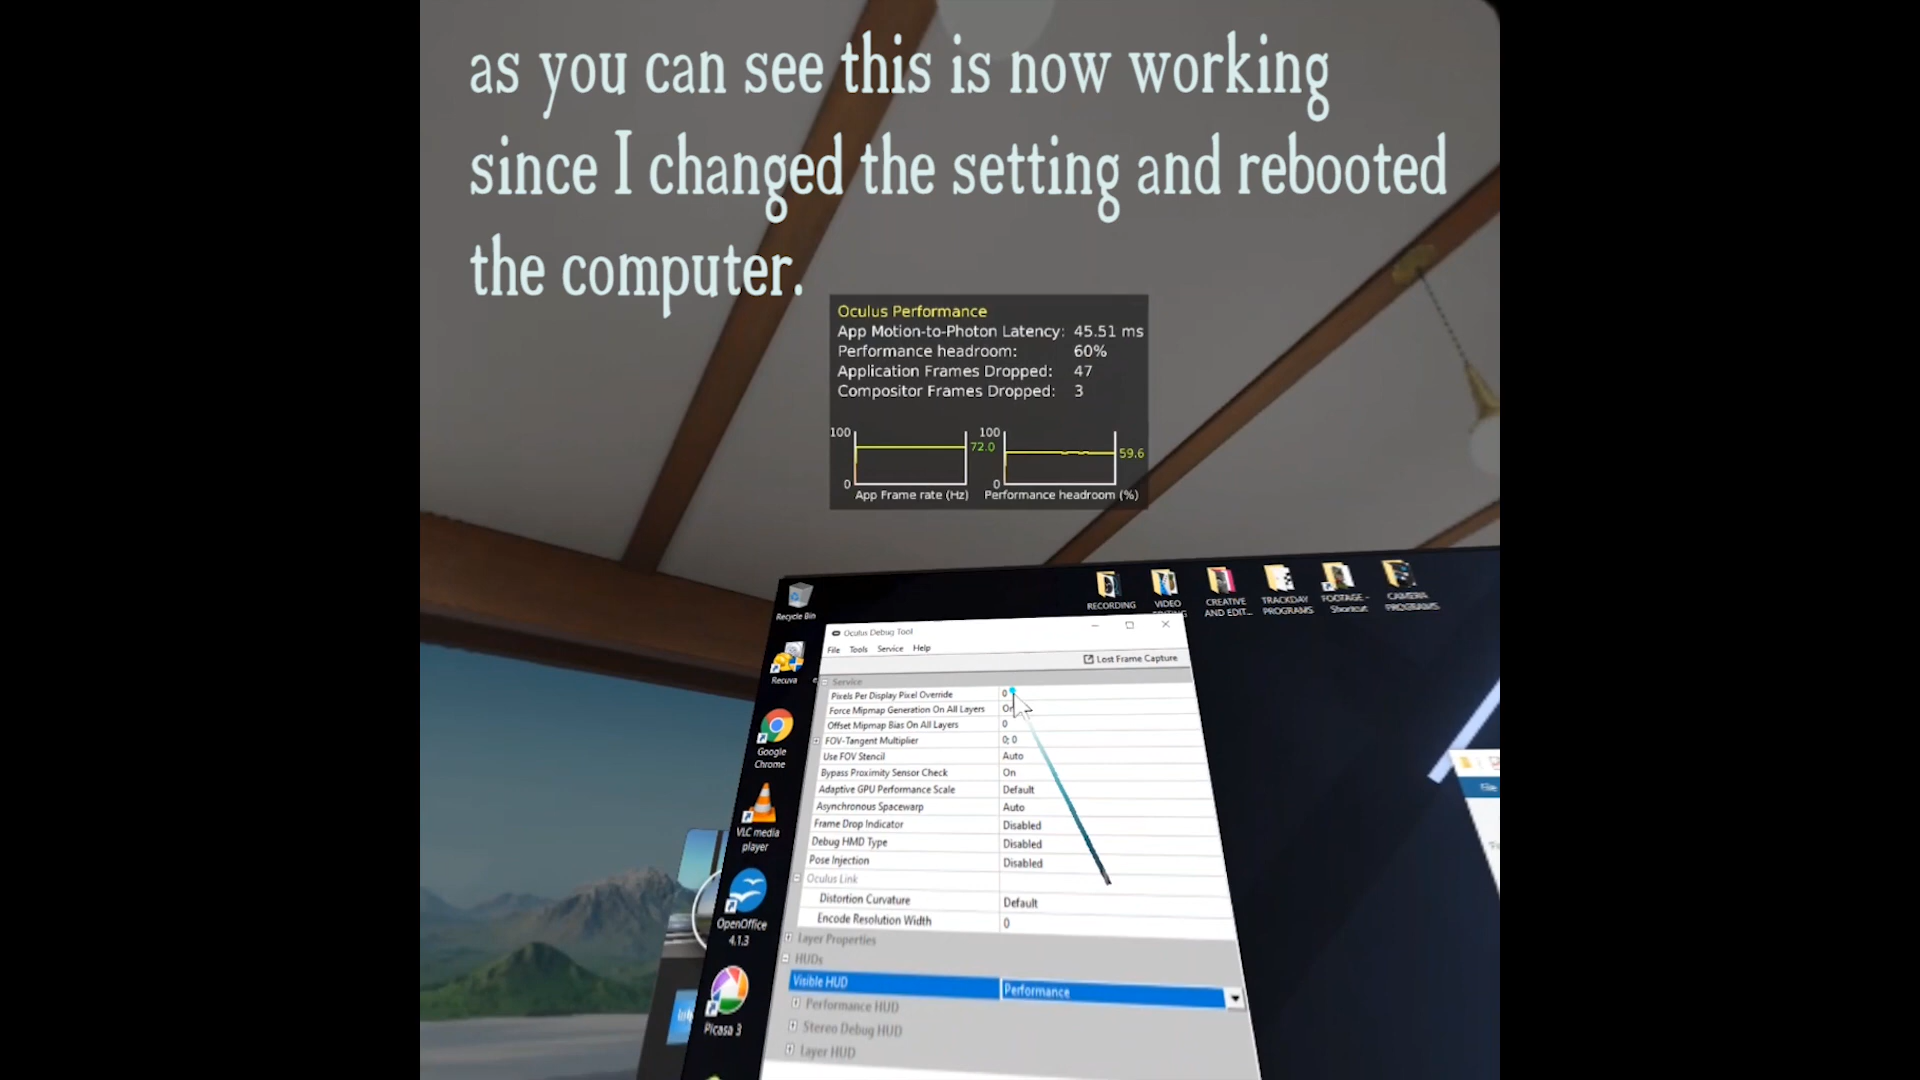 as you can see this is now working
since I changed the setting and rebooted
the computer.
Oculus Performance
App Motion-to-Photon Latency: 45.51 ms
Performance headroom: 60%
Application Frames Dropped: 47
Compositor Frames Dropped: 3
100
72.0
0
App Frame rate (Hz)
100
59.6
0
Performance headroom (%)
Recycle Bin
RECORDING
VIDEO
CREATIVE
AND EDIT...
TRACKDAY
PROGRAMS
FOOTAGE -
Shortcut
CAMERA
PROGRAMS
Recuva
Google
Chrome
VLC media
player
OpenOffice
4.1.3
Picasa 3
Oculus Debug Tool
File Tools Service Help
Lost Frame Capture
Service
Pixels Per Display Pixel Override 0
Force Mipmap Generation On All Layers
Offset Mipmap Bias On All Layers 0
FOV-Tangent Multiplier 0; 0
Use FOV Stencil Auto
Bypass Proximity Sensor Check On
Adaptive GPU Performance Scale Default
Asynchronous Spacewarp Auto
Frame Drop Indicator Disabled
Debug HMD Type Disabled
Pose Injection Disabled
Oculus Link
Distortion Curvature Default
Encode Resolution Width 0
Layer Properties
HUDs
Visible HUD Performance
Performance HUD
Stereo Debug HUD
Layer HUD
File